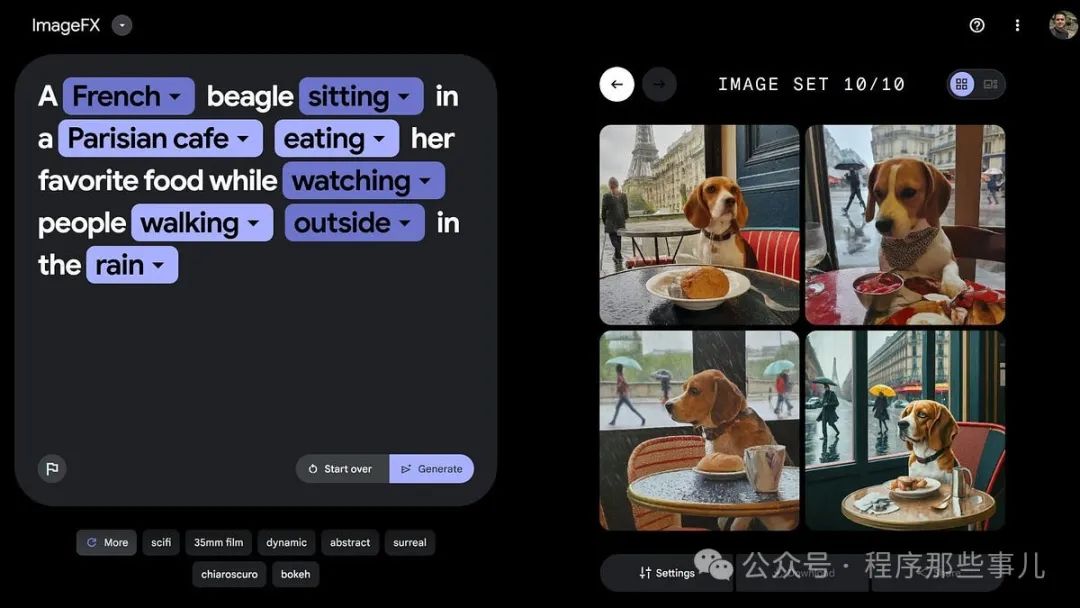 ImageFX
A French beagle sitting in
a Parisian cafe eating her
favorite food while watching
people walking outside in
the rain
Start over
Generate
More
scifi
35mm film
dynamic
abstract
surreal
chiaroscuro
bokeh
IMAGE SET 10/10
Settings
Download
公众号 · 程序那些事儿